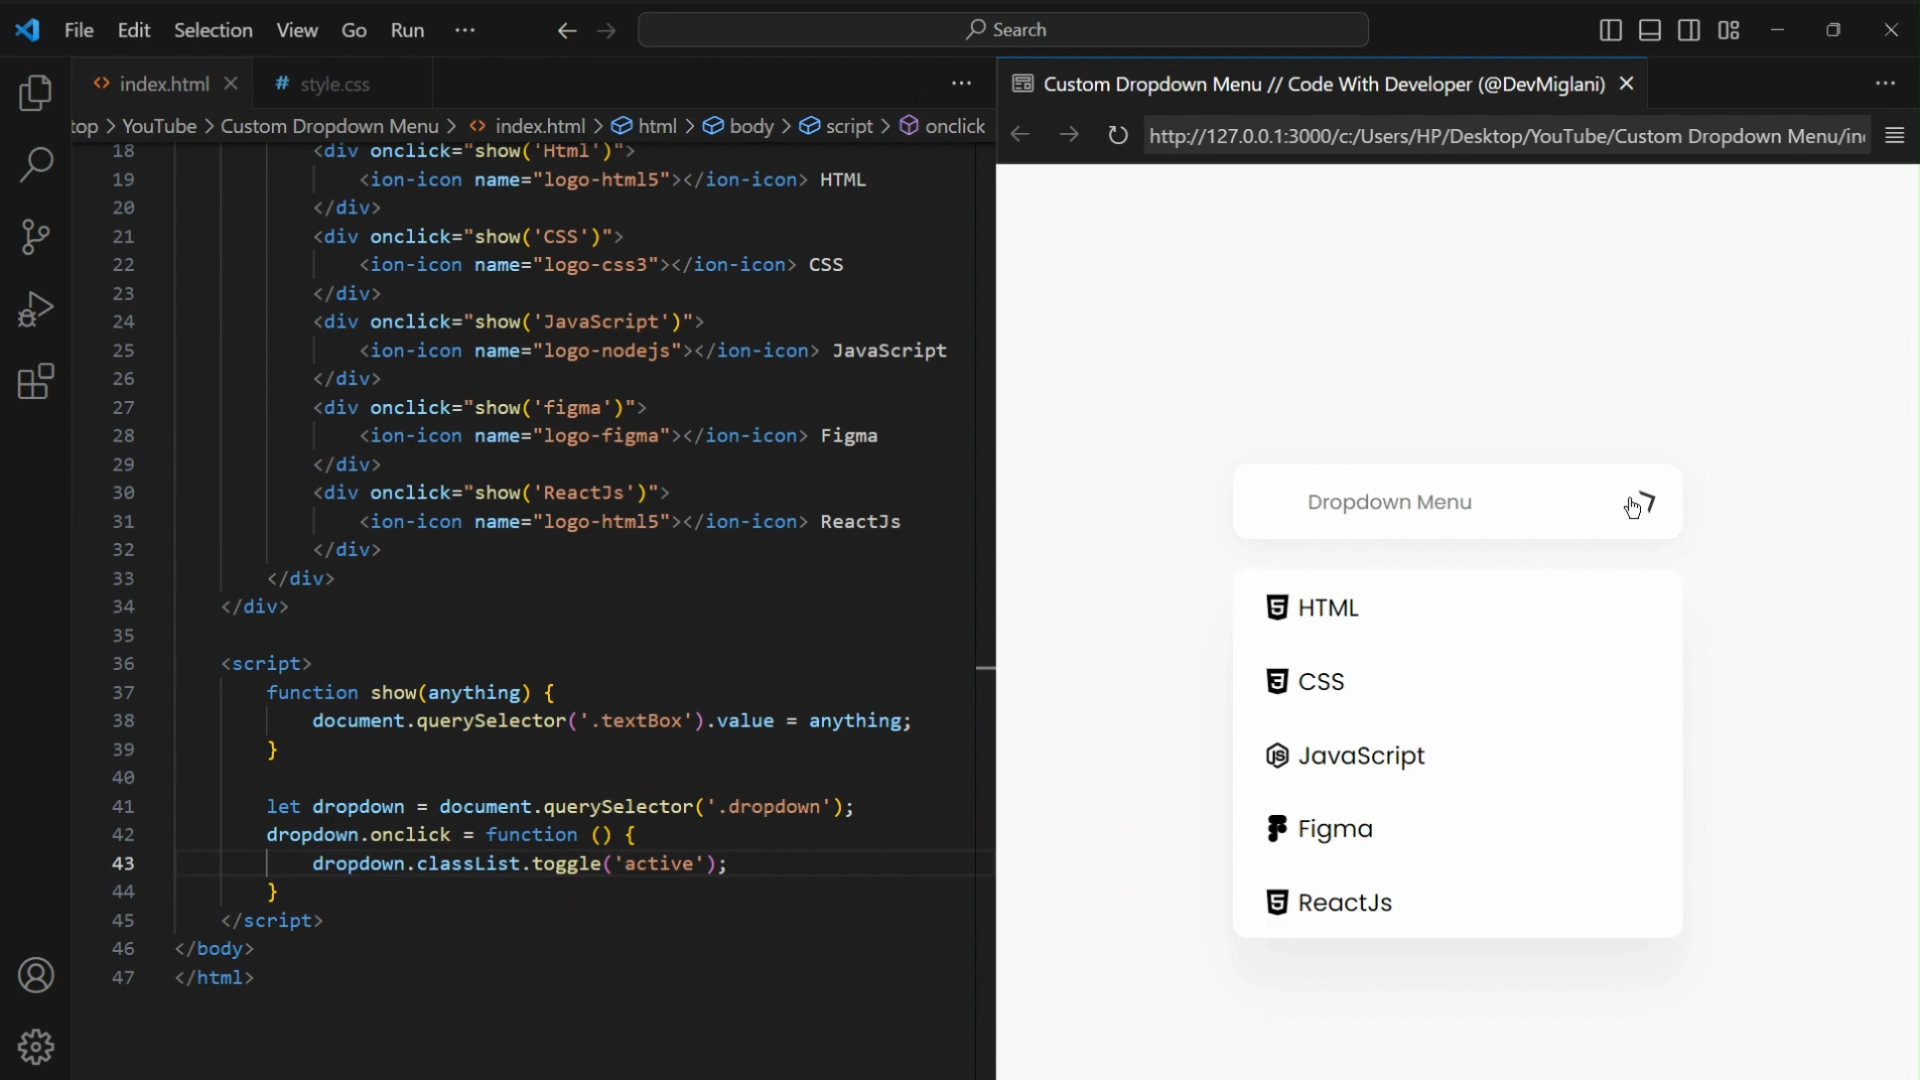 File Edit Selection View Go Run ··· Search
index.html
# style.css
···
top > YouTube > Custom Dropdown Menu > index.html > html > body > script > onclick
18 <div onclick="show('Html')">
19 <ion-icon name="logo-html5"></ion-icon> HTML
20 </div>
21 <div onclick="show('CSS')">
22 <ion-icon name="logo-css3"></ion-icon> CSS
23 </div>
24 <div onclick="show('JavaScript')">
25 <ion-icon name="logo-nodejs"></ion-icon> JavaScript
26 </div>
27 <div onclick="show('figma')">
28 <ion-icon name="logo-figma"></ion-icon> Figma
29 </div>
30 <div onclick="show('ReactJs')">
31 <ion-icon name="logo-html5"></ion-icon> ReactJs
32 </div>
33 </div>
34 </div>
35
36 <script>
37 function show(anything) {
38 document.querySelector('.textBox').value = anything;
39 }
40
41 let dropdown = document.querySelector('.dropdown');
42 dropdown.onclick = function () {
43 dropdown.classList.toggle('active');
44 }
45 </script>
46 </body>
47 </html>
Custom Dropdown Menu // Code With Developer (@DevMiglani)
···
http://127.0.0.1:3000/c:/Users/HP/Desktop/YouTube/Custom Dropdown Menu/in
Dropdown Menu
HTML
CSS
JavaScript
Figma
ReactJs